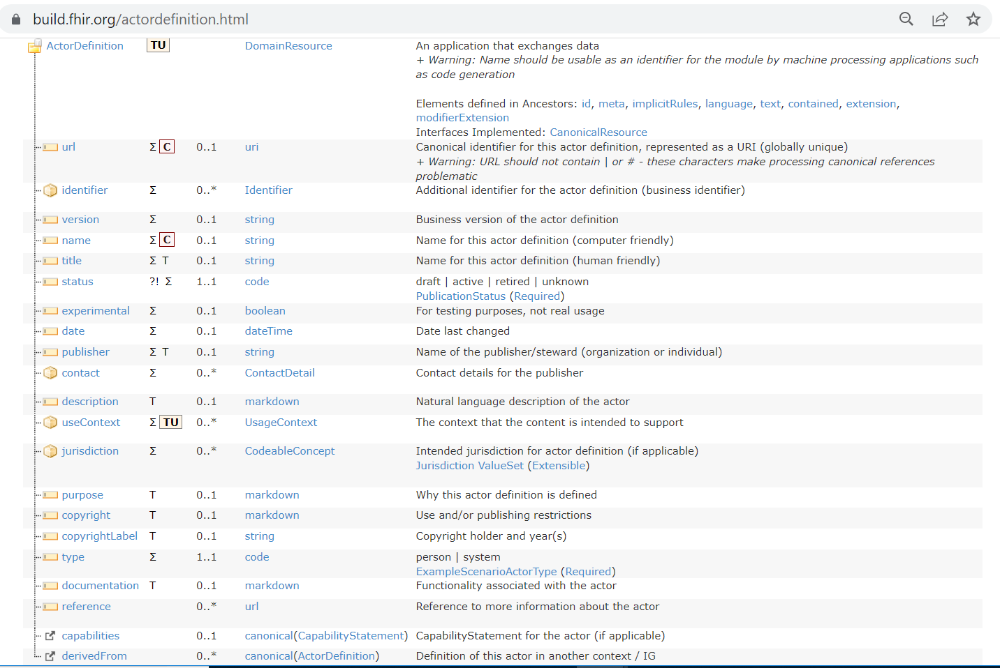 build.fhir.org/actordefinition.html
ActorDefinition TU DomainResource An application that exchanges data
+ Warning: Name should be usable as an identifier for the module by machine processing applications such
as code generation
Elements defined in Ancestors: id, meta, implicitRules, language, text, contained, extension,
modifierExtension
Interfaces Implemented: CanonicalResource
url Σ C 0..1 uri Canonical identifier for this actor definition, represented as a URI (globally unique)
+ Warning: URL should not contain | or # - these characters make processing canonical references
problematic
identifier Σ 0..* Identifier Additional identifier for the actor definition (business identifier)
version Σ 0..1 string Business version of the actor definition
name Σ C 0..1 string Name for this actor definition (computer friendly)
title Σ T 0..1 string Name for this actor definition (human friendly)
status ?! Σ 1..1 code draft | active | retired | unknown
PublicationStatus (Required)
experimental Σ 0..1 boolean For testing purposes, not real usage
date Σ 0..1 dateTime Date last changed
publisher Σ T 0..1 string Name of the publisher/steward (organization or individual)
contact Σ 0..* ContactDetail Contact details for the publisher
description T 0..1 markdown Natural language description of the actor
useContext Σ TU 0..* UsageContext The context that the content is intended to support
jurisdiction Σ 0..* CodeableConcept Intended jurisdiction for actor definition (if applicable)
Jurisdiction ValueSet (Extensible)
purpose T 0..1 markdown Why this actor definition is defined
copyright T 0..1 markdown Use and/or publishing restrictions
copyrightLabel T 0..1 string Copyright holder and year(s)
type Σ 1..1 code person | system
ExampleScenarioActorType (Required)
documentation T 0..1 markdown Functionality associated with the actor
reference 0..* url Reference to more information about the actor
capabilities 0..1 canonical(CapabilityStatement) CapabilityStatement for the actor (if applicable)
derivedFrom 0..* canonical(ActorDefinition) Definition of this actor in another context / IG